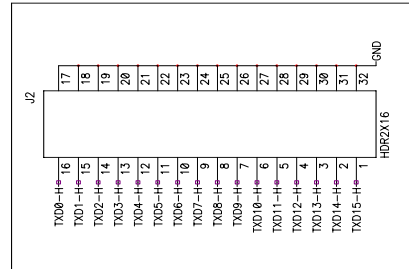 GND
17 18 19 20 21 22 23 24 25 26 27 28 29 30 31 32
J2
HDR2X16
16 15 14 13 12 11 10 9 8 7 6 5 4 3 2 1
TXD0-H TXD1-H TXD2-H TXD3-H TXD4-H TXD5-H TXD6-H TXD7-H TXD8-H TXD9-H TXD10-H TXD11-H TXD12-H TXD13-H TXD14-H TXD15-H